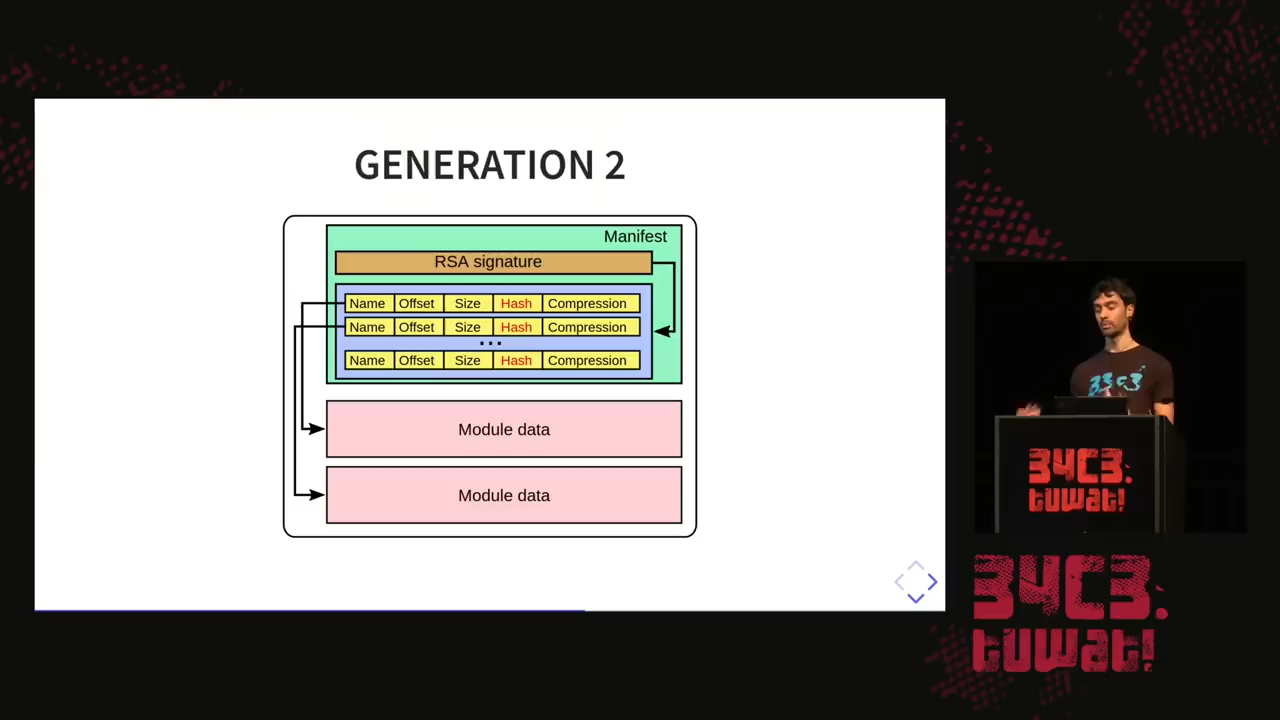 GENERATION 2
Manifest
RSA signature
Name Offset Size Hash Compression
Name Offset Size Hash Compression
...
Name Offset Size Hash Compression
Module data
Module data
33c3
34C3.
tuwat!
34C3.
tuwat!